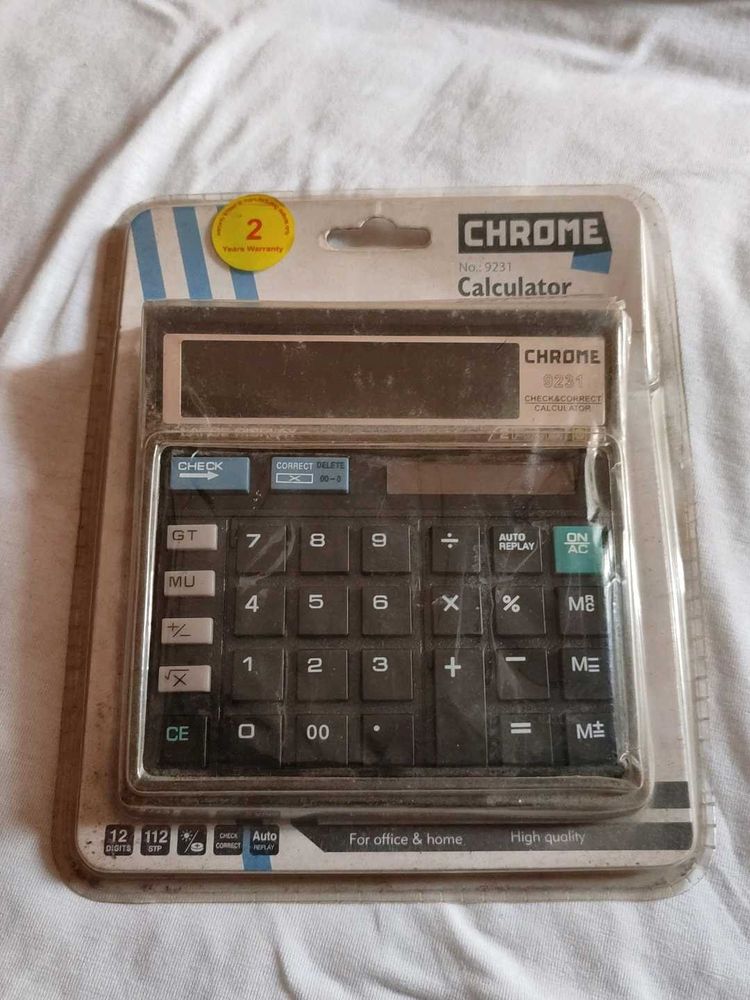 2
Years Warranty
CHROME
No.: 9231
Calculator
CHROME
9231
CHECK&CORRECT
CALCULATOR
CHECK
CORRECT DELETE
00→0
GT 7 8 9 ÷ AUTO REPLAY ON/AC
MU 4 5 6 × % MRC
+/− 1 2 3 + − M=
√X
CE 0 00 . = M±
12 DIGITS 112 STP CHECK CORRECT Auto REPLAY
For office & home High quality